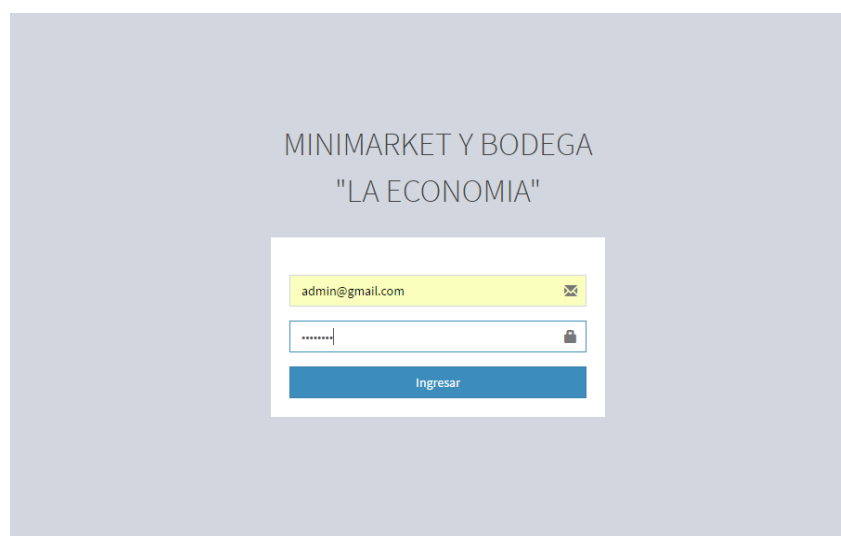 MINIMARKET Y BODEGA
"LA ECONOMIA"
admin@gmail.com
••••••••
Ingresar